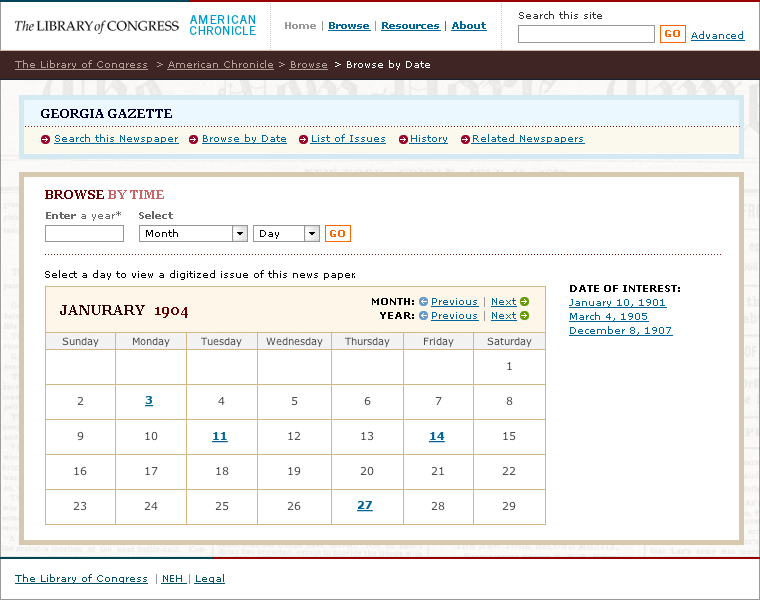 The LIBRARY of CONGRESS AMERICAN CHRONICLE Home | Browse | Resources | About
Search this site
GO Advanced
The Library of Congress > American Chronicle > Browse > Browse by Date
GEORGIA GAZETTE
Search this Newspaper Browse by Date List of Issues History Related Newspapers
BROWSE BY TIME
Enter a year* Select
Month Day GO
Select a day to view a digitized issue of this news paper.
JANURARY 1904
MONTH: Previous | Next
YEAR: Previous | Next
Sunday Monday Tuesday Wednesday Thursday Friday Saturday
1
2 3 4 5 6 7 8
9 10 11 12 13 14 15
16 17 18 19 20 21 22
23 24 25 26 27 28 29
DATE OF INTEREST:
January 10, 1901
March 4, 1905
December 8, 1907
The Library of Congress | NEH | Legal